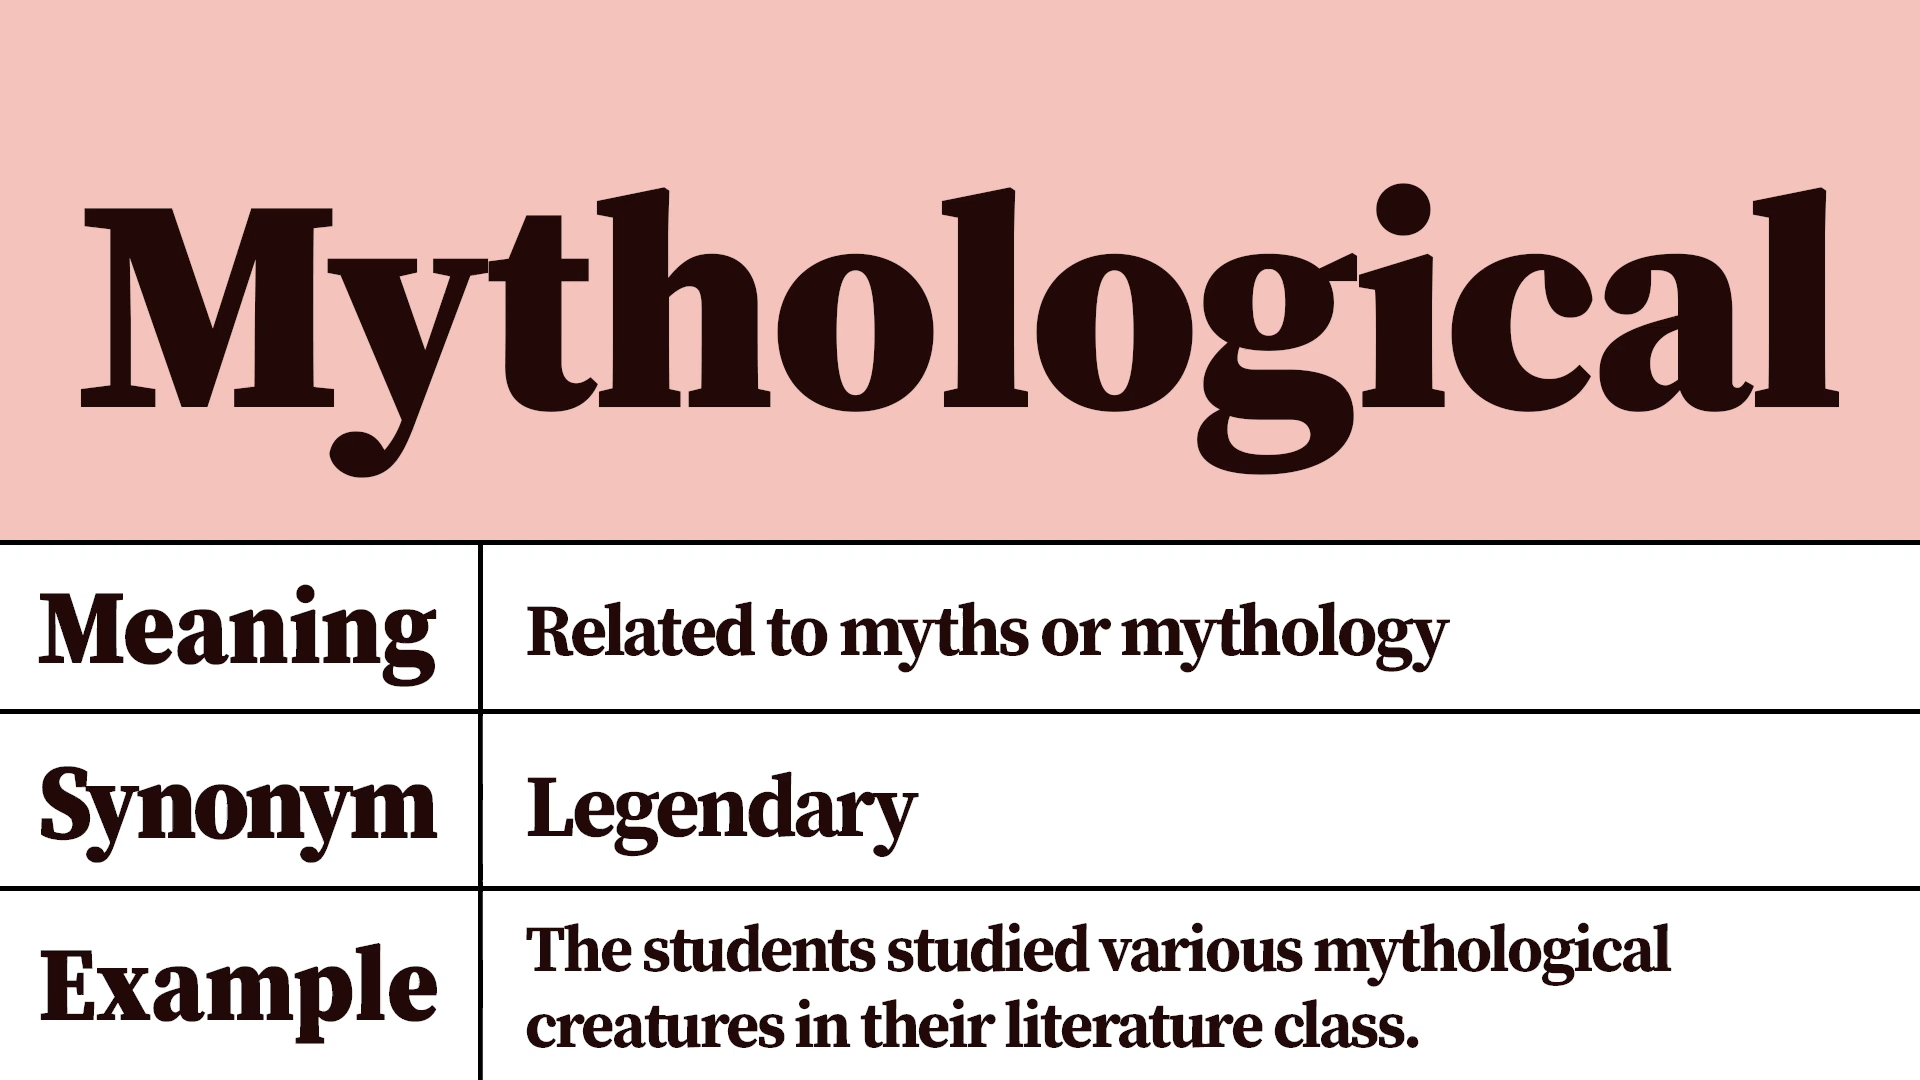 Mythological
Meaning
Related to myths or mythology
Synonym
Legendary
Example
The students studied various mythological
creatures in their literature class.